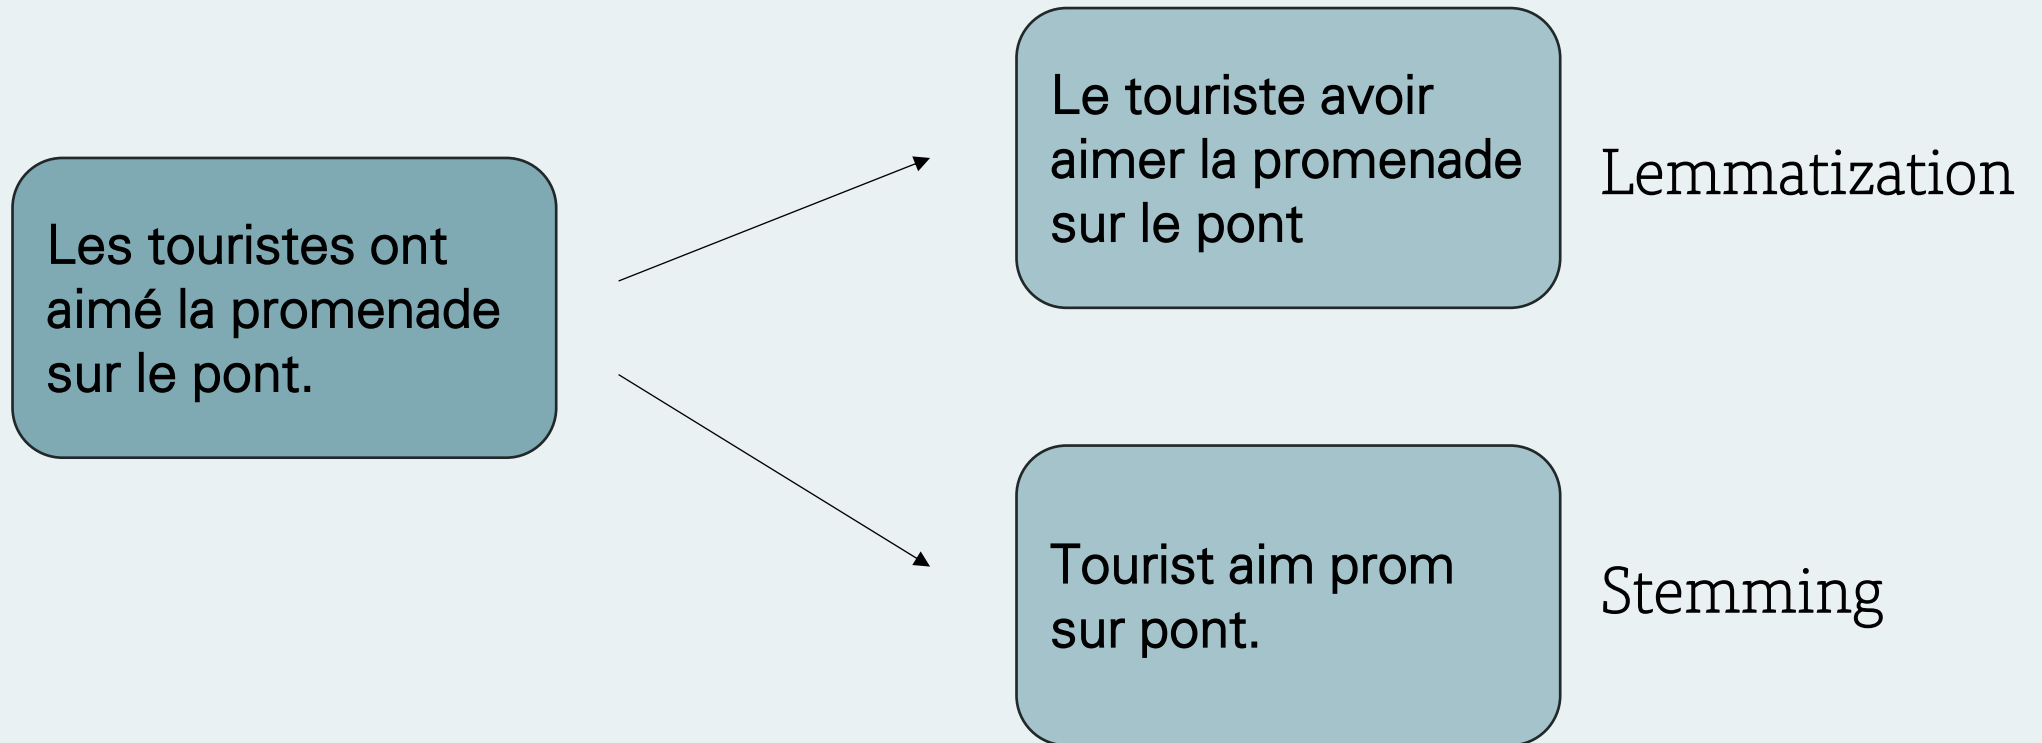 Les touristes ont
aimé la promenade
sur le pont.
Le touriste avoir
aimer la promenade
sur le pont
Lemmatization
Tourist aim prom
sur pont.
Stemming